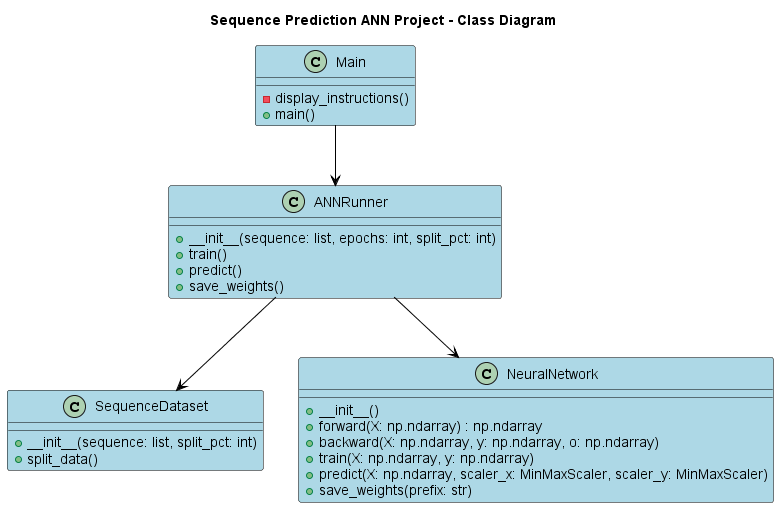 Sequence Prediction ANN Project - Class Diagram
C Main
display_instructions()
main()
C ANNRunner
__init__(sequence: list, epochs: int, split_pct: int)
train()
predict()
save_weights()
C SequenceDataset
__init__(sequence: list, split_pct: int)
split_data()
C NeuralNetwork
__init__()
forward(X: np.ndarray) : np.ndarray
backward(X: np.ndarray, y: np.ndarray, o: np.ndarray)
train(X: np.ndarray, y: np.ndarray)
predict(X: np.ndarray, scaler_x: MinMaxScaler, scaler_y: MinMaxScaler)
save_weights(prefix: str)